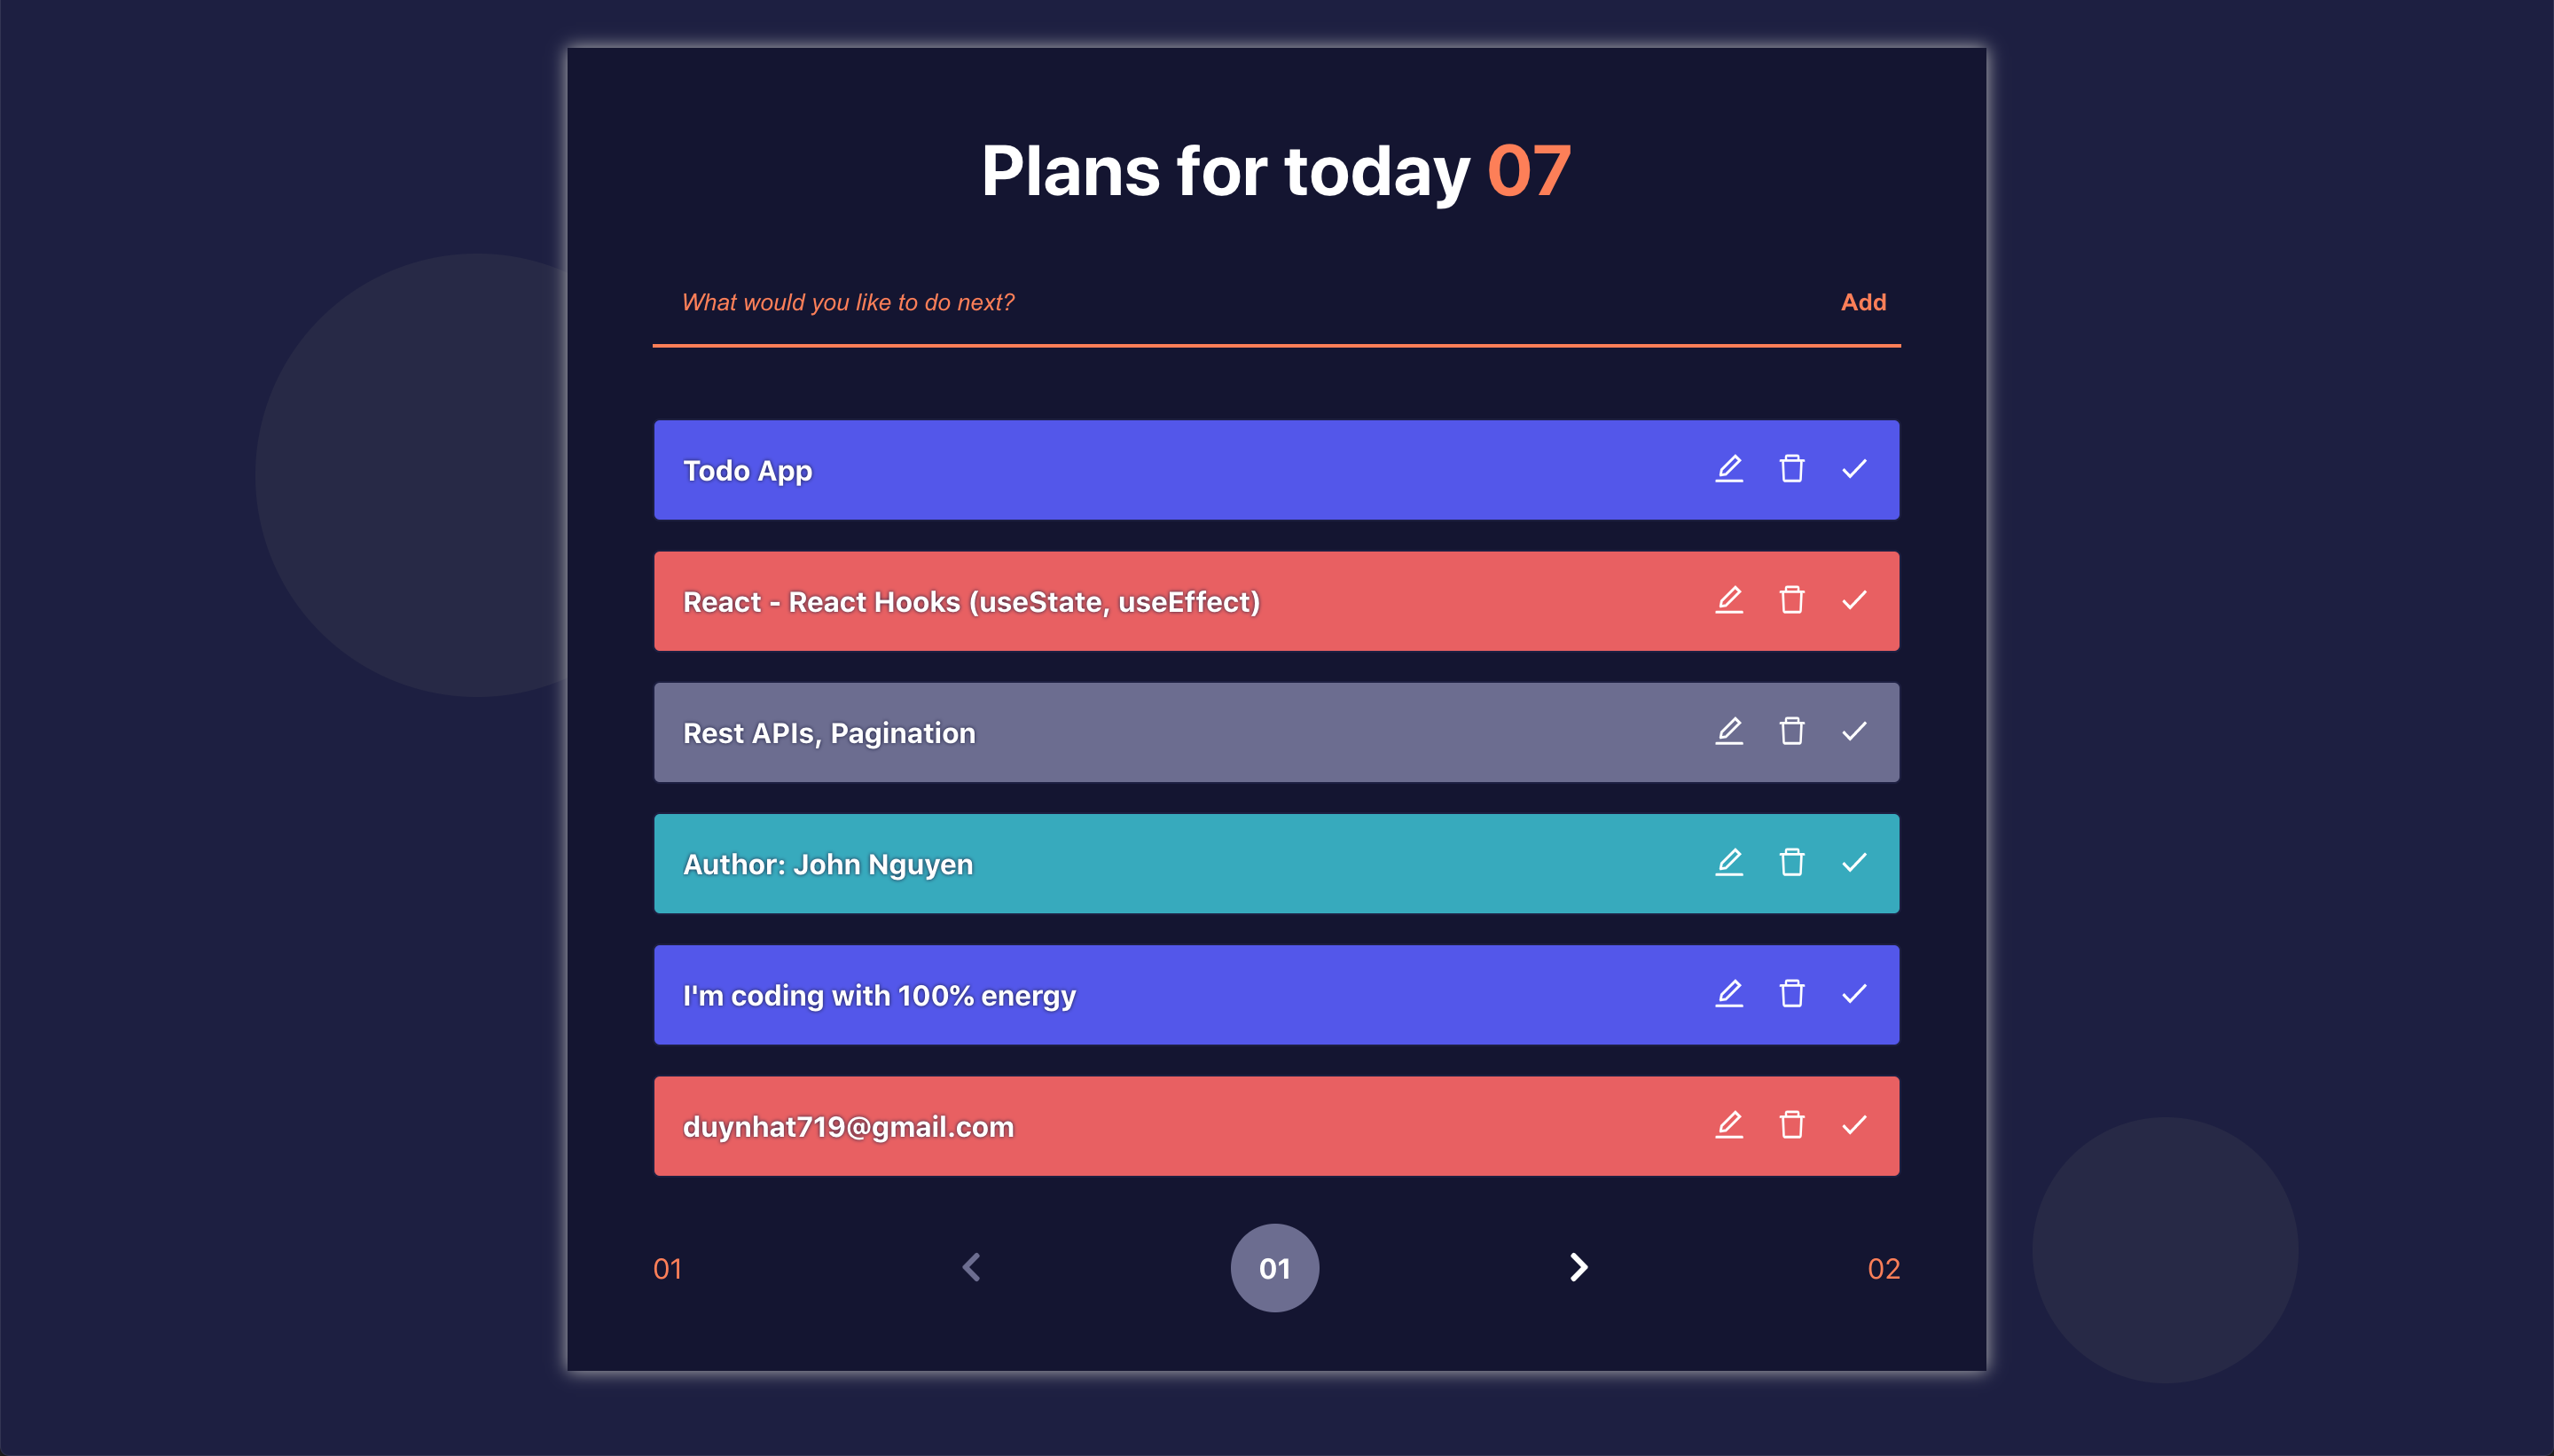 Plans for today 07
What would you like to do next? Add
Todo App
React - React Hooks (useState, useEffect)
Rest APIs, Pagination
Author: John Nguyen
I'm coding with 100% energy
duynhat719@gmail.com
01 01 02